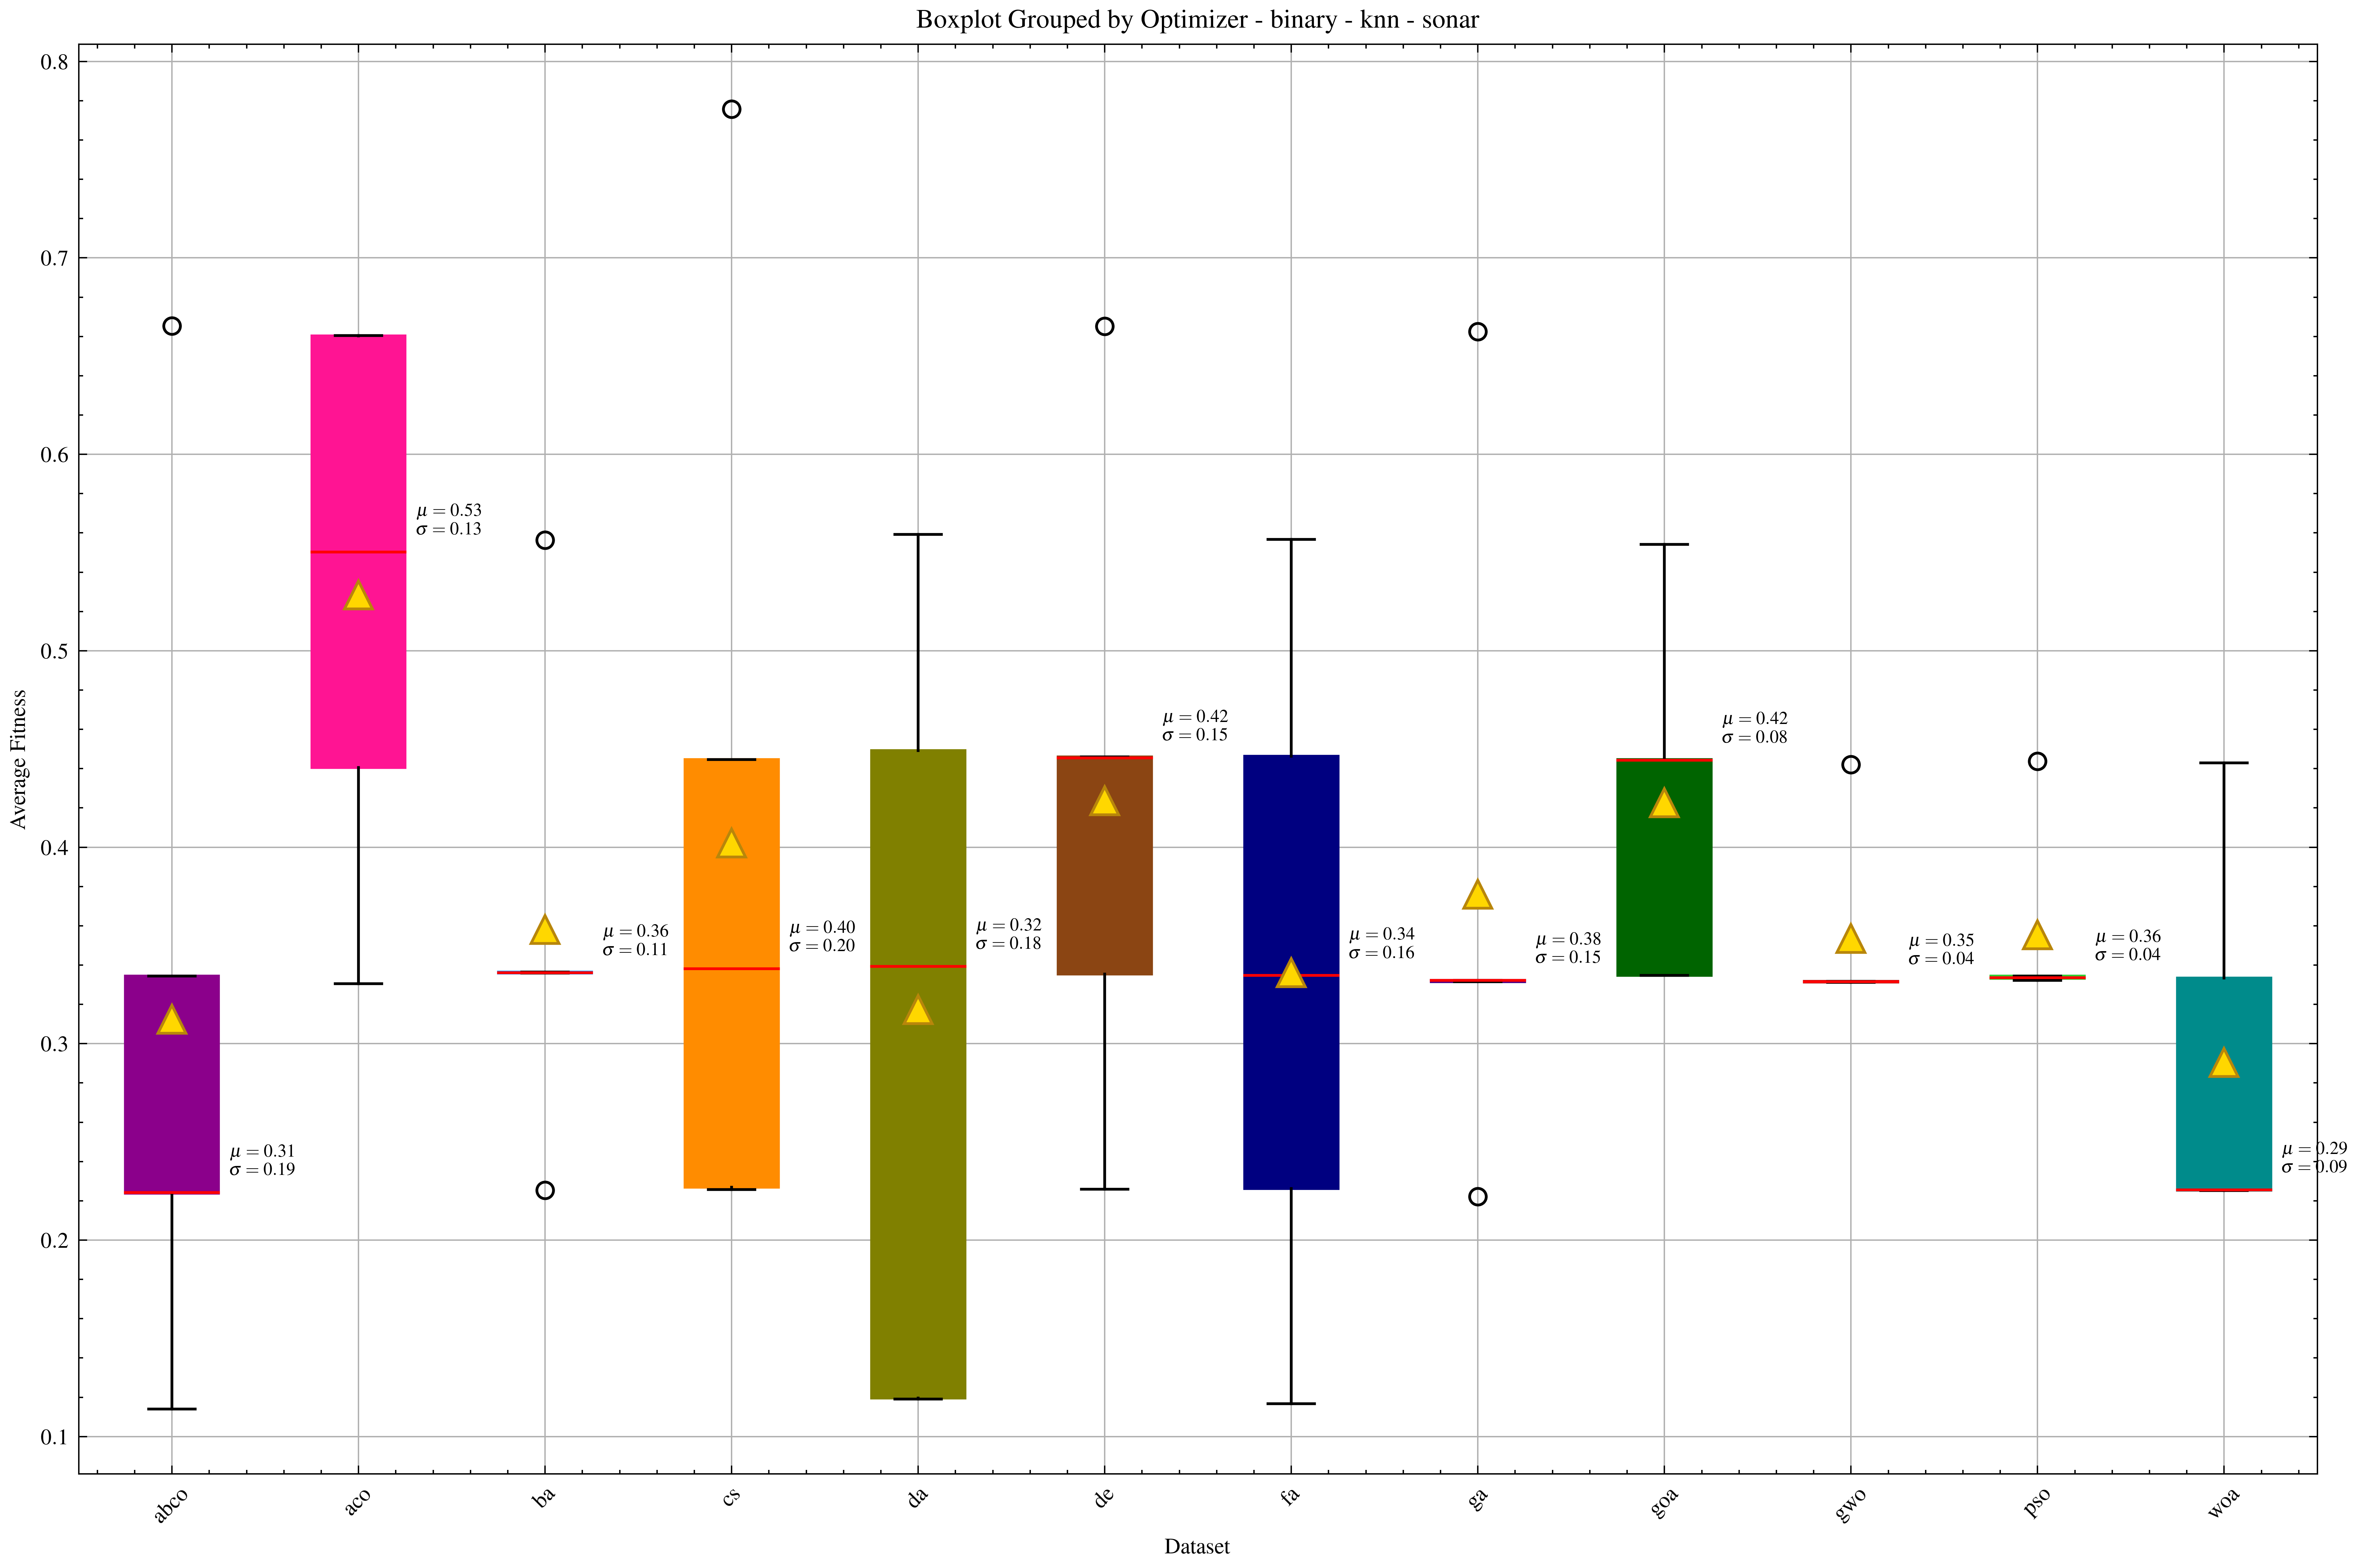 Boxplot Grouped by Optimizer - binary - knn - sonar
Average Fitness
0.8
0.7
0.6
0.5
0.4
0.3
0.2
0.1
μ = 0.31
σ = 0.19
μ = 0.53
σ = 0.13
μ = 0.36
σ = 0.11
μ = 0.40
σ = 0.20
μ = 0.32
σ = 0.18
μ = 0.42
σ = 0.15
μ = 0.34
σ = 0.16
μ = 0.38
σ = 0.15
μ = 0.42
σ = 0.08
μ = 0.35
σ = 0.04
μ = 0.36
σ = 0.04
μ = 0.29
σ = 0.09
abco
aco
ba
cs
da
de
fa
ga
goa
gwo
pso
woa
Dataset